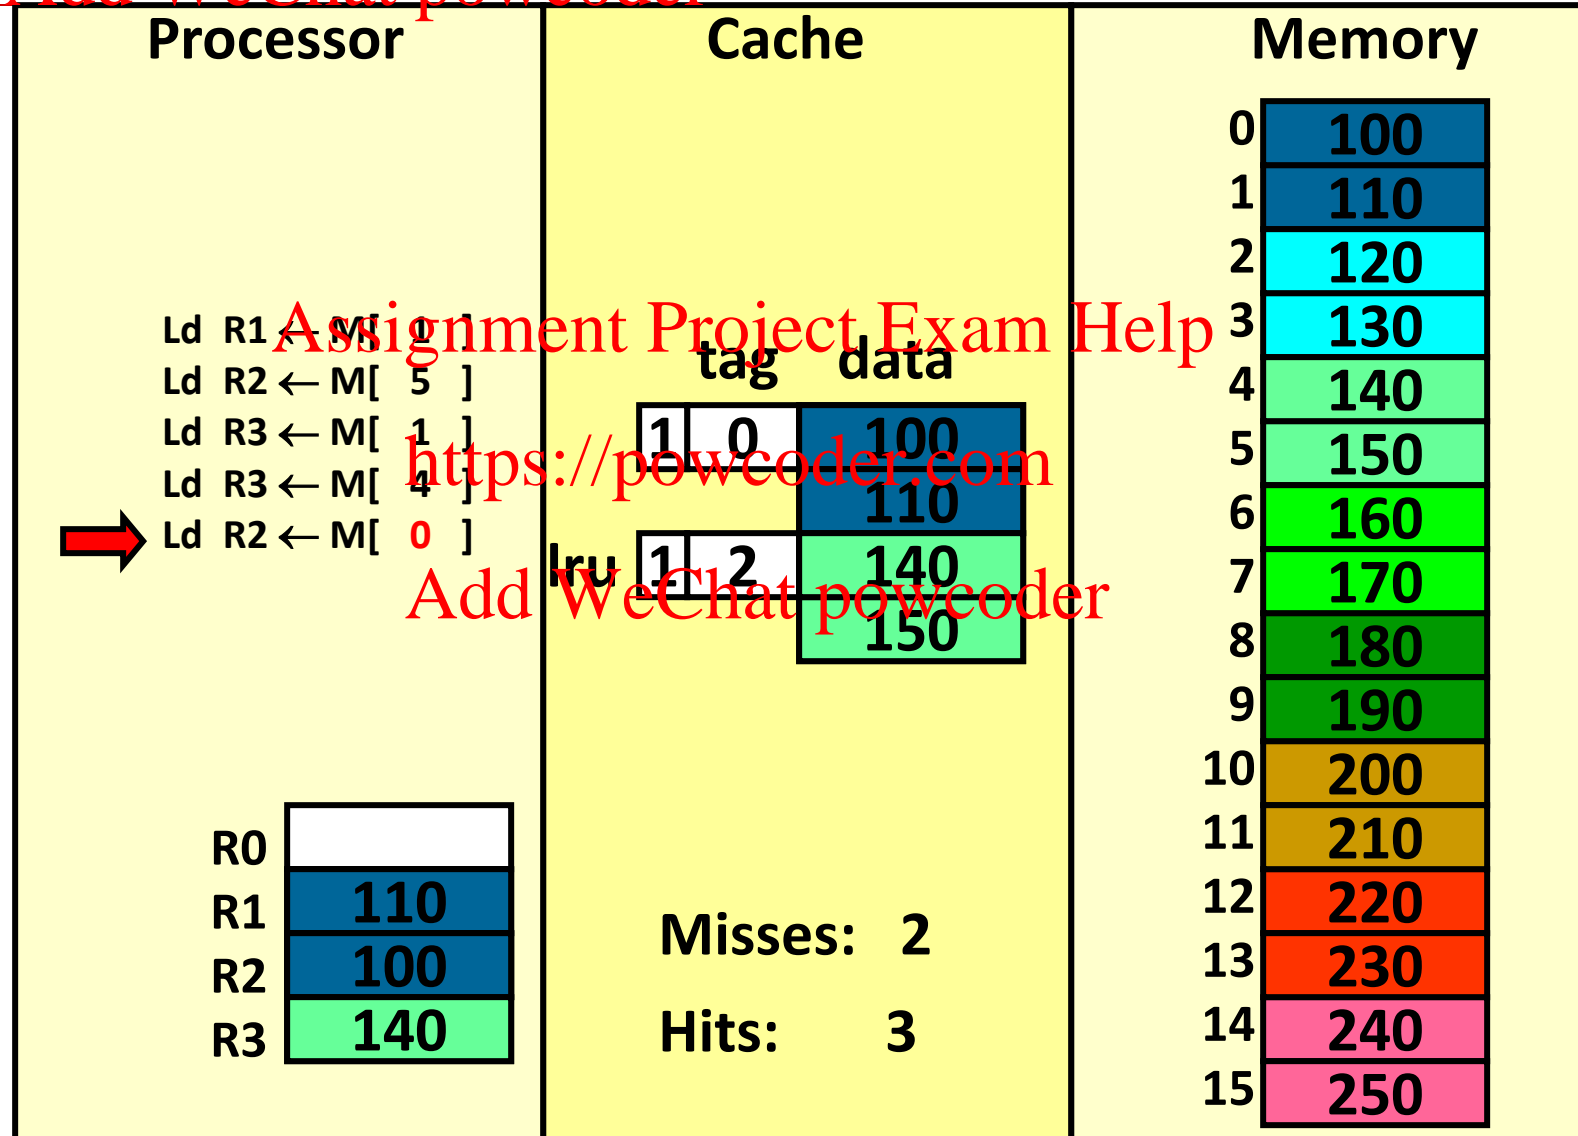 Add WeChat powcoder
Processor
Cache
Memory
Ld R1 ← M[ 1 ]
Ld R2 ← M[ 5 ]
Ld R3 ← M[ 1 ]
Ld R3 ← M[ 4 ]
Ld R2 ← M[ 0 ]
Assignment Project Exam Help
https://powcoder.com
Add WeChat powcoder
R0
R1 110
R2 100
R3 140
tag data
1 0 100
110
lru 1 2 140
150
Misses: 2
Hits: 3
0 100
1 110
2 120
3 130
4 140
5 150
6 160
7 170
8 180
9 190
10 200
11 210
12 220
13 230
14 240
15 250